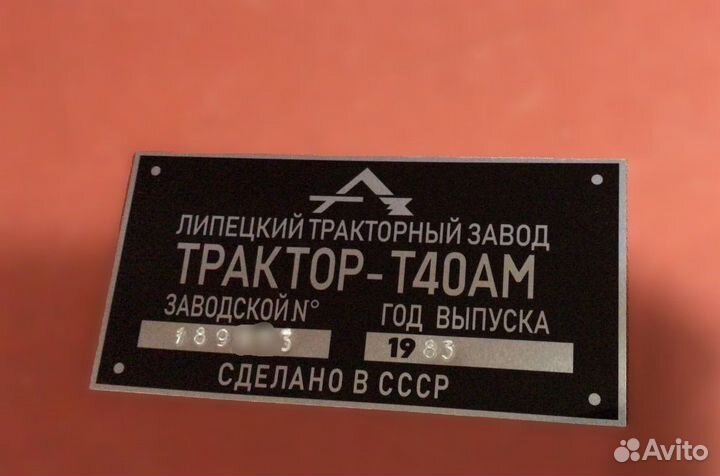 ЛИПЕЦКИЙ ТРАКТОРНЫЙ ЗАВОД
ТРАКТОР-Т40АМ
ЗАВОДСКОЙ N° ГОД ВЫПУСКА
1983
СДЕЛАНО В СССР
Avito